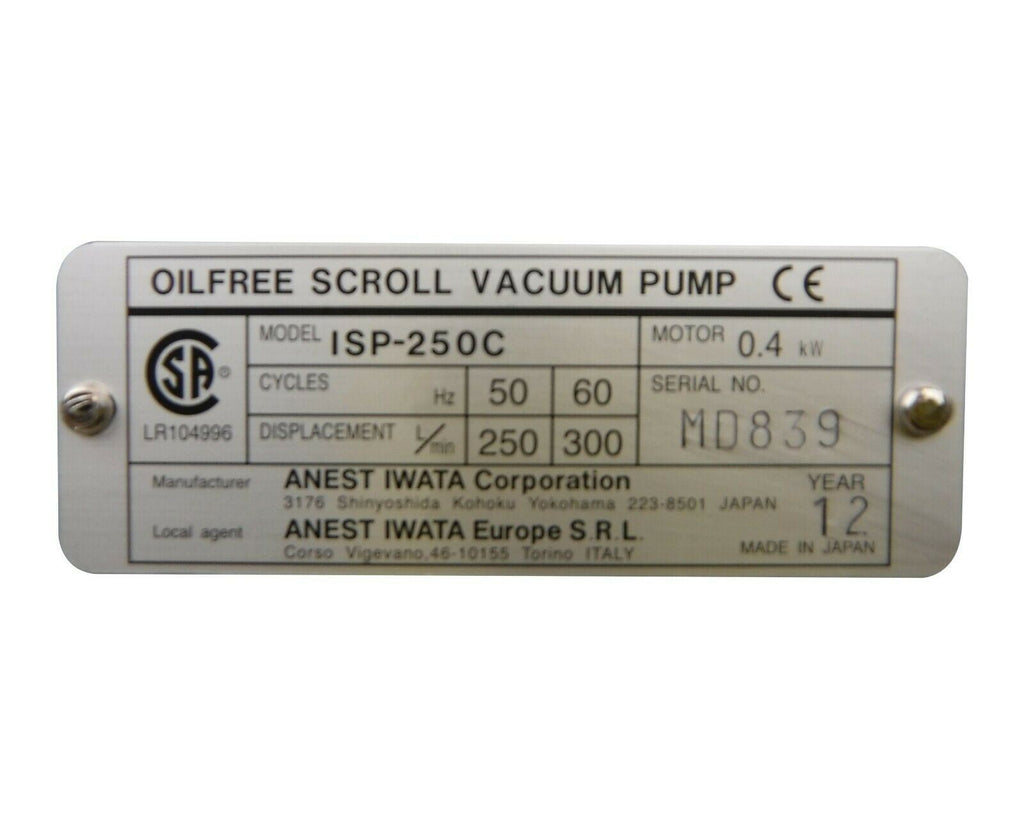 OILFREE SCROLL VACUUM PUMP CE
SA ®
LR104996
MODEL ISP-250C
MOTOR 0.4 kW
CYCLES Hz 50 60
SERIAL NO.
MD839
DISPLACEMENT L/min 250 300
Manufacturer ANEST IWATA Corporation
3176 Shinyoshida Kohoku Yokohama 223-8501 JAPAN
YEAR
12
Local agent ANEST IWATA Europe S.R.L.
Corso Vigevano,46-10155 Torino ITALY
MADE IN JAPAN